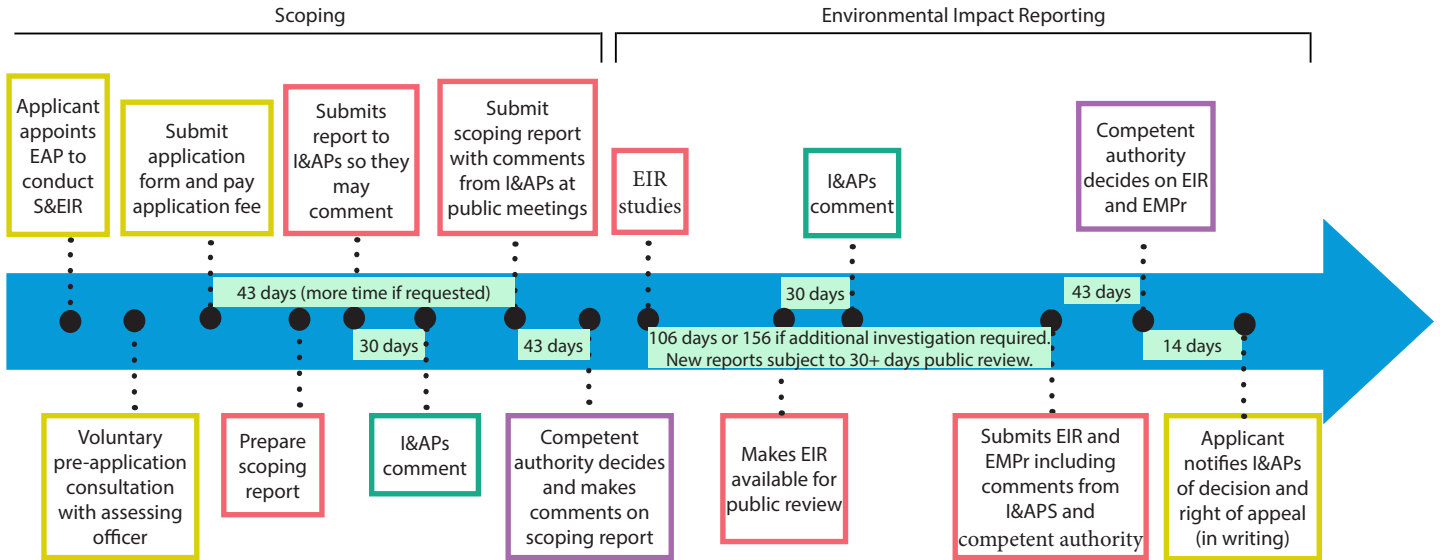 Scoping
Environmental Impact Reporting
Applicant
appoints
EAP to
conduct
S&EIR
Submit
application
form and pay
application fee
Submits
report to
I&APs so they
may
comment
Submit
scoping report
with comments
from I&APs at
public meetings
EIR
studies
I&APs
comment
Competent
authority
decides on EIR
and EMPr
43 days (more time if requested)
30 days
43 days
30 days
43 days
106 days or 156 if additional investigation required.
New reports subject to 30+ days public review.
14 days
Voluntary
pre-application
consultation
with assessing
officer
Prepare
scoping
report
I&APs
comment
Competent
authority decides
and makes
comments on
scoping report
Makes EIR
available for
public review
Submits EIR and
EMPr including
comments from
I&APS and
competent authority
Applicant
notifies I&APs
of decision and
right of appeal
(in writing)